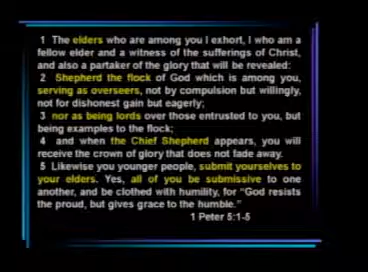 1 The elders who are among you I exhort, I who am a
fellow elder and a witness of the sufferings of Christ,
and also a partaker of the glory that will be revealed:
2 Shepherd the flock of God which is among you,
serving as overseers, not by compulsion but willingly,
not for dishonest gain but eagerly;
3 nor as being lords over those entrusted to you, but
being examples to the flock;
4 and when the Chief Shepherd appears, you will
receive the crown of glory that does not fade away.
5 Likewise you younger people, submit yourselves to
your elders. Yes, all of you be submissive to one
another, and be clothed with humility, for "God resists
the proud, but gives grace to the humble."
1 Peter 5:1-5